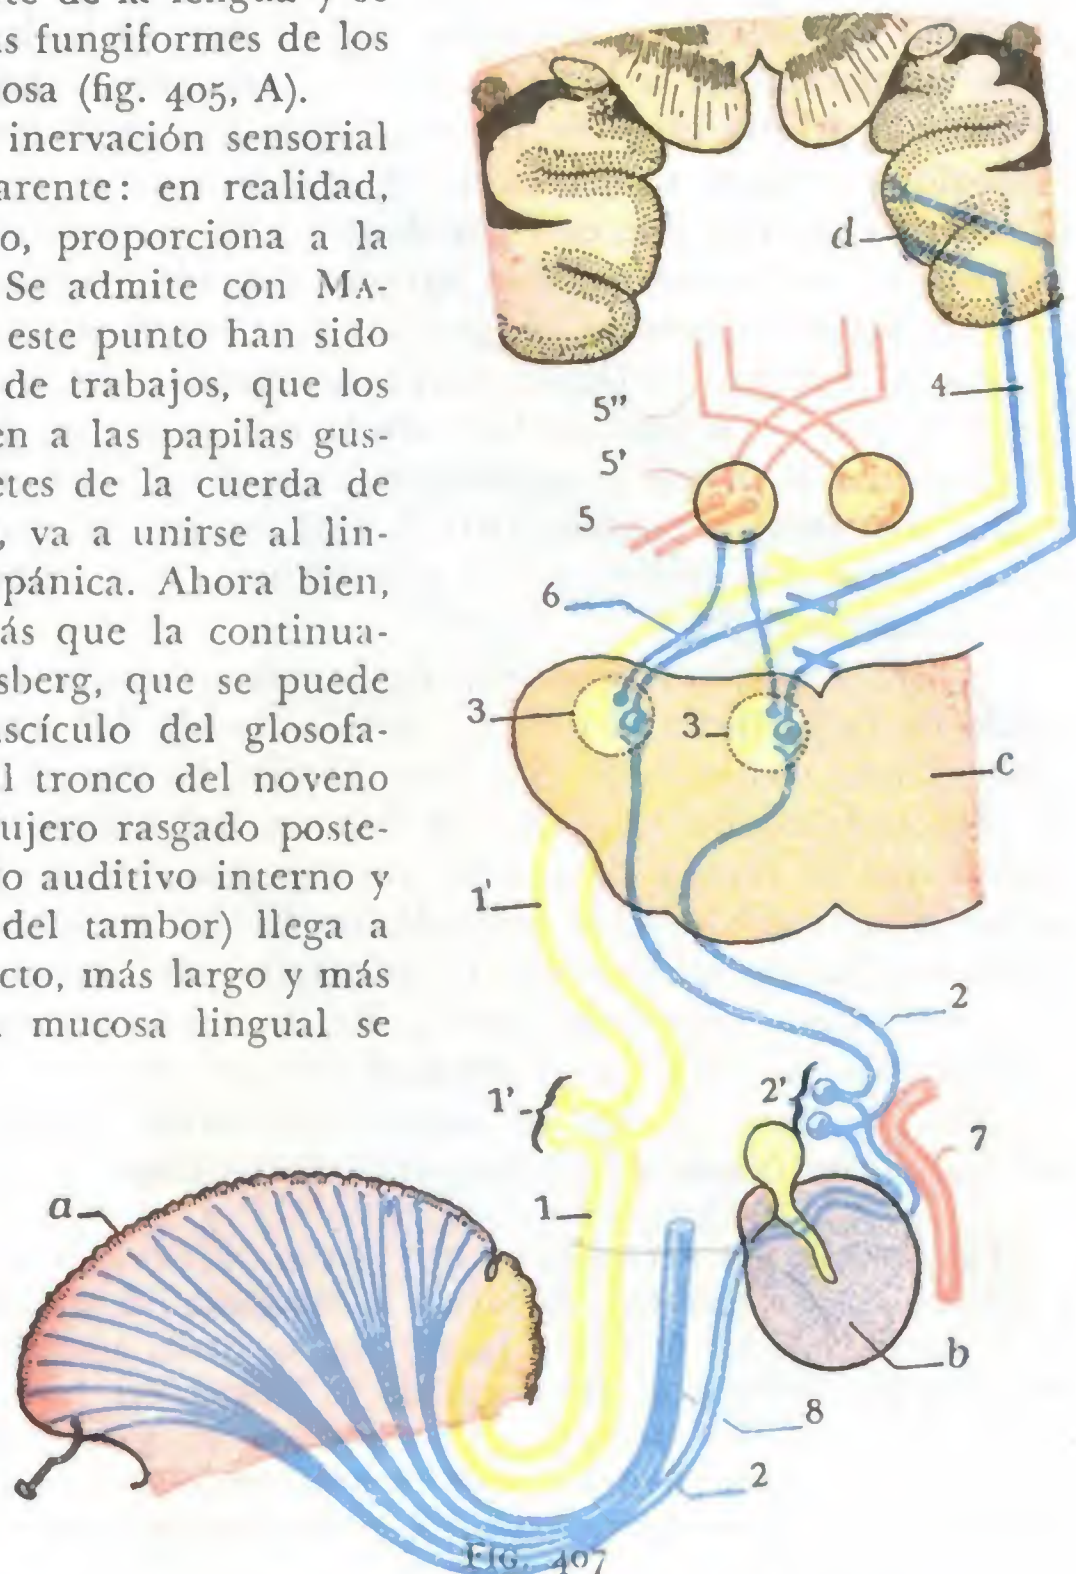 rte de la lengua y se
as fungiformes de los
osa (fig. 405, A).
inervación sensorial
arente: en realidad,
o, proporciona a la
Se admite con MA-
este punto han sido
de trabajos, que los
en a las papilas gus-
etes de la cuerda de
, va a unirse al lin-
pánica. Ahora bien,
ás que la continua-
sberg, que se puede
ascículo del glosofa-
l tronco del noveno
ujero rasgado poste-
o auditivo interno y
del tambor) llega a
cto, más largo y más
mucosa lingual se
d
4
5"
5'
5
6
3
3
c
1'
2
1'
2'
7
a
1
b
8
2
FIG. 407